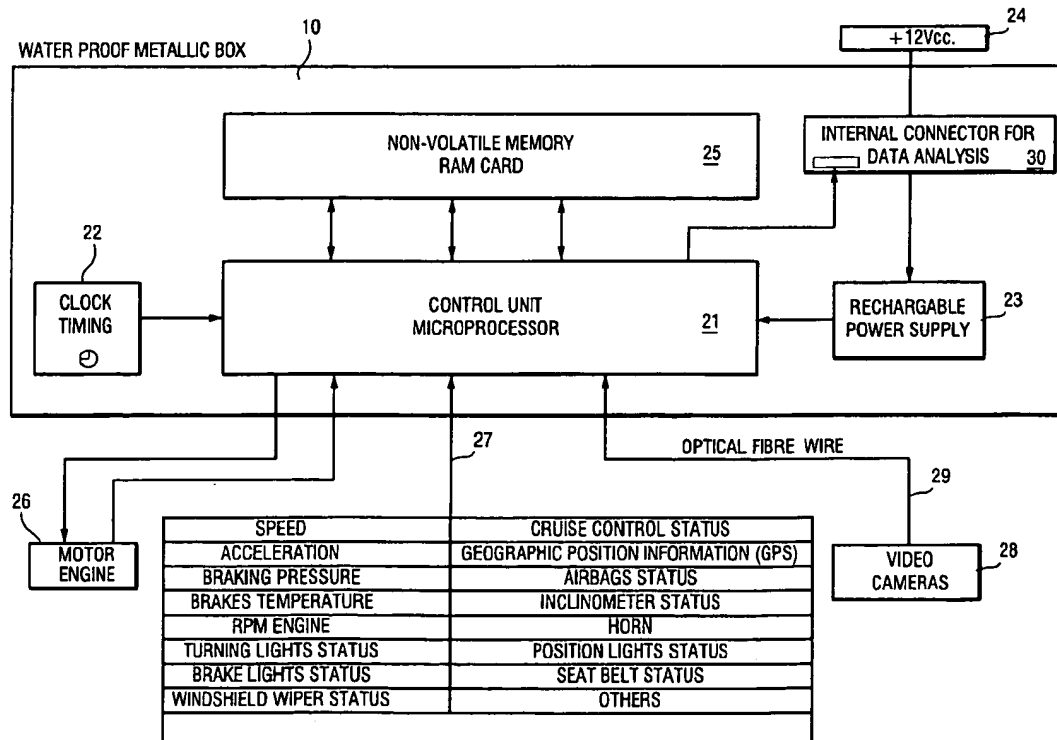 24
+12Vcc.
10
WATER PROOF METALLIC BOX
NON-VOLATILE MEMORY
RAM CARD
25
INTERNAL CONNECTOR FOR
DATA ANALYSIS
30
22
CLOCK
TIMING
CONTROL UNIT
MICROPROCESSOR
21
RECHARGABLE
POWER SUPPLY
23
27
OPTICAL FIBRE WIRE
29
26
MOTOR
ENGINE
VIDEO
CAMERAS
28
SPEED CRUISE CONTROL STATUS
ACCELERATION GEOGRAPHIC POSITION INFORMATION (GPS)
BRAKING PRESSURE AIRBAGS STATUS
BRAKES TEMPERATURE INCLINOMETER STATUS
RPM ENGINE HORN
TURNING LIGHTS STATUS POSITION LIGHTS STATUS
BRAKE LIGHTS STATUS SEAT BELT STATUS
WINDSHIELD WIPER STATUS OTHERS